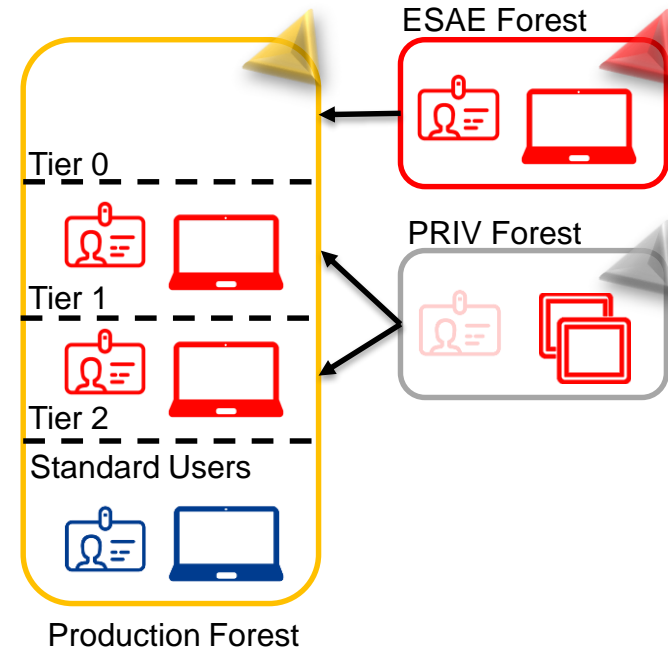 ESAE Forest
Tier 0
PRIV Forest
Tier 1
Tier 2
Standard Users
Production Forest